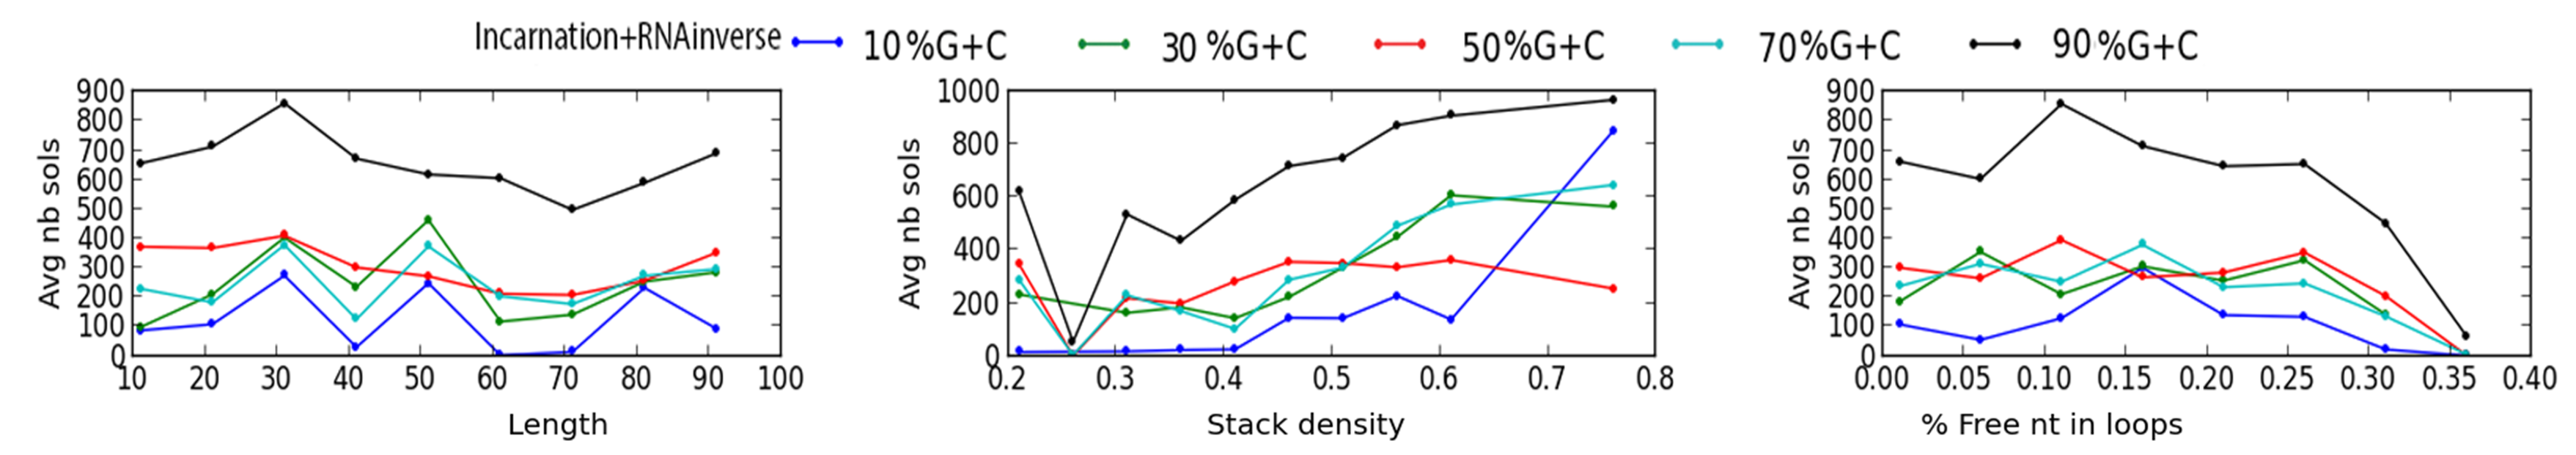 Incarnation+RNAinverse 10%G+C 30 %G+C 50%G+C 70%G+C 90 %G+C
900 800 700 600 500 400 300 200 100 0
Avg nb sols
10 20 30 40 50 60 70 80 90 100
Length
1000 800 600 400 200 0
Avg nb sols
0.2 0.3 0.4 0.5 0.6 0.7 0.8
Stack density
900 800 700 600 500 400 300 200 100 0
Avg nb sols
0.00 0.05 0.10 0.15 0.20 0.25 0.30 0.35 0.40
% Free nt in loops